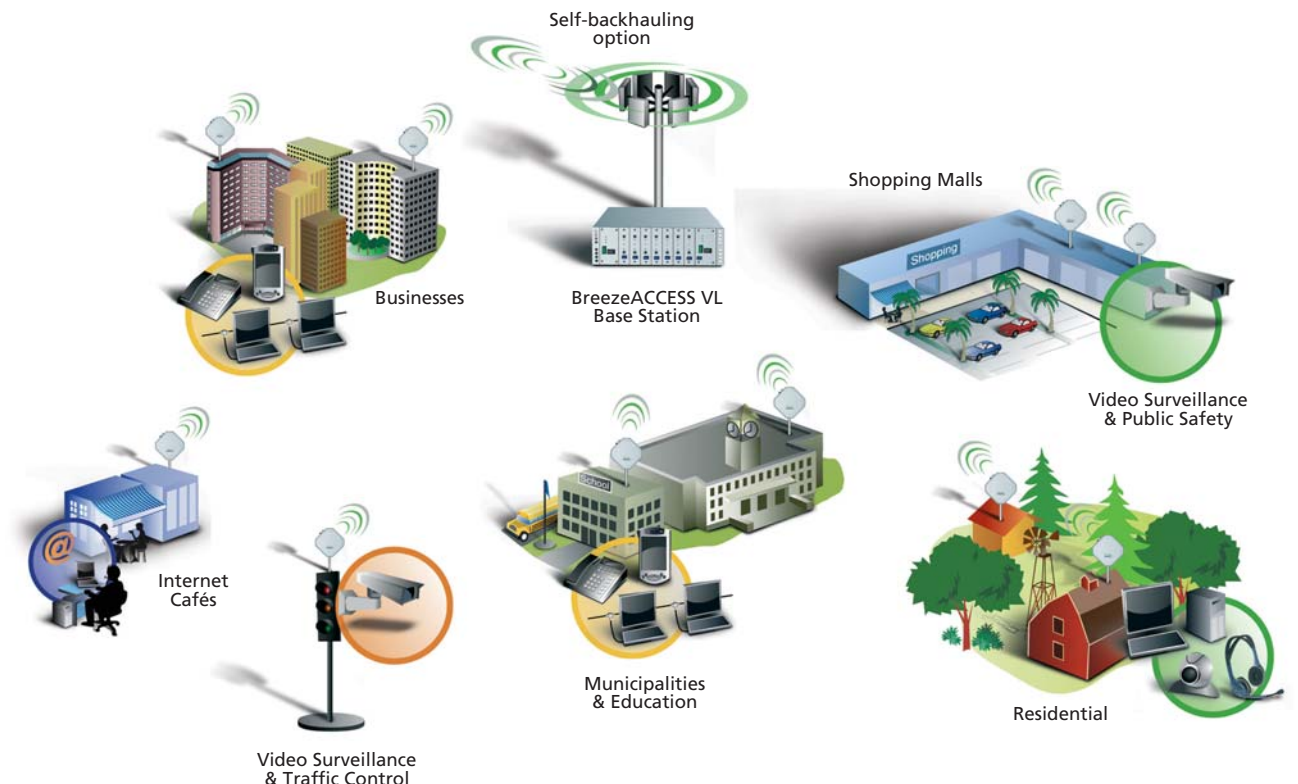 Self-backhauling
option
Shopping Malls
Shopping
Businesses
BreezeACCESS VL
Base Station
Video Surveillance
& Public Safety
School
@
Internet
Cafés
Municipalities
& Education
Residential
Video Surveillance
& Traffic Control